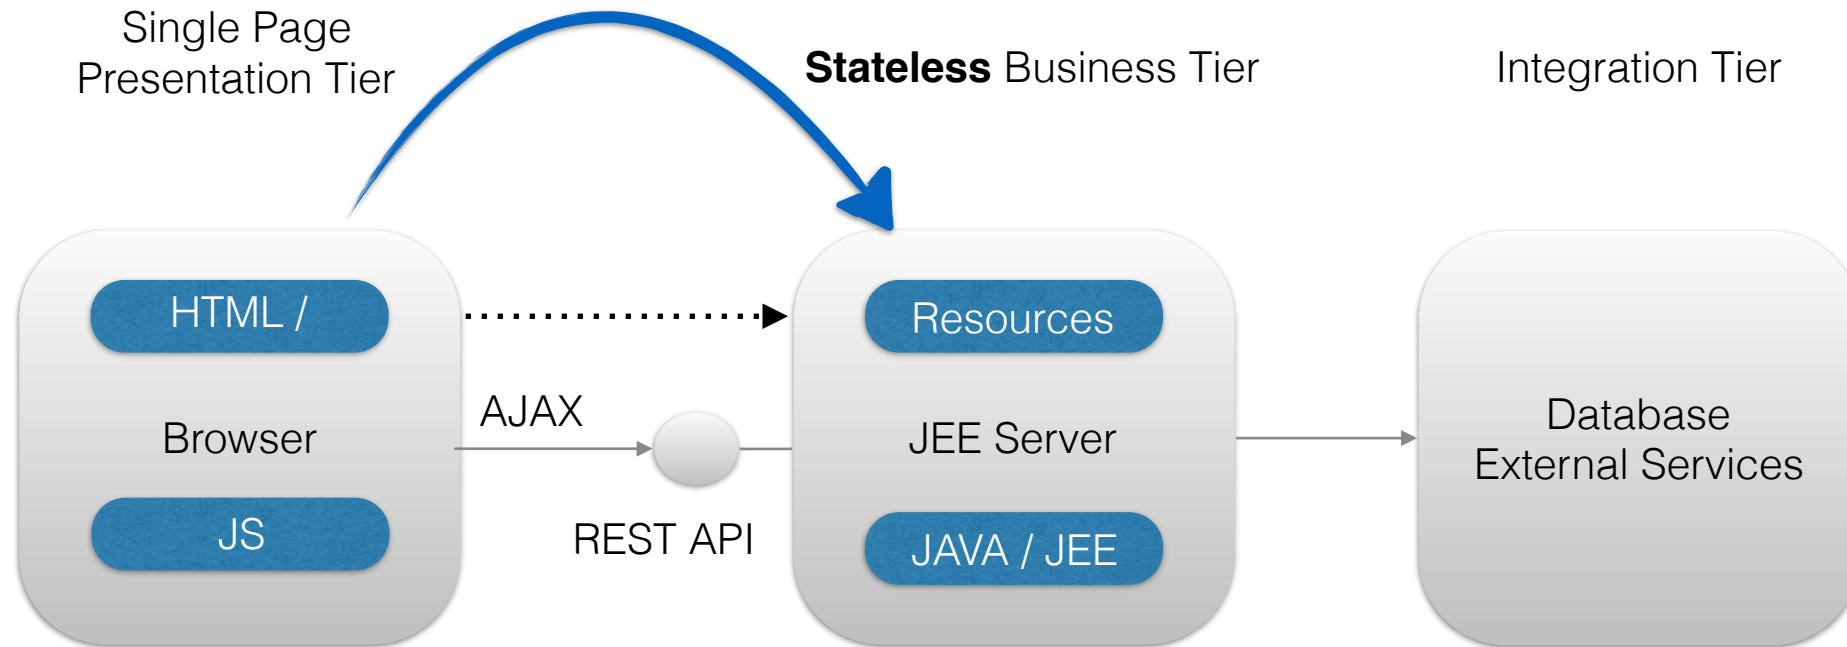 Single Page
Presentation Tier
Stateless Business Tier
Integration Tier
HTML /
Browser
JS
AJAX
REST API
Resources
JEE Server
JAVA / JEE
Database
External Services